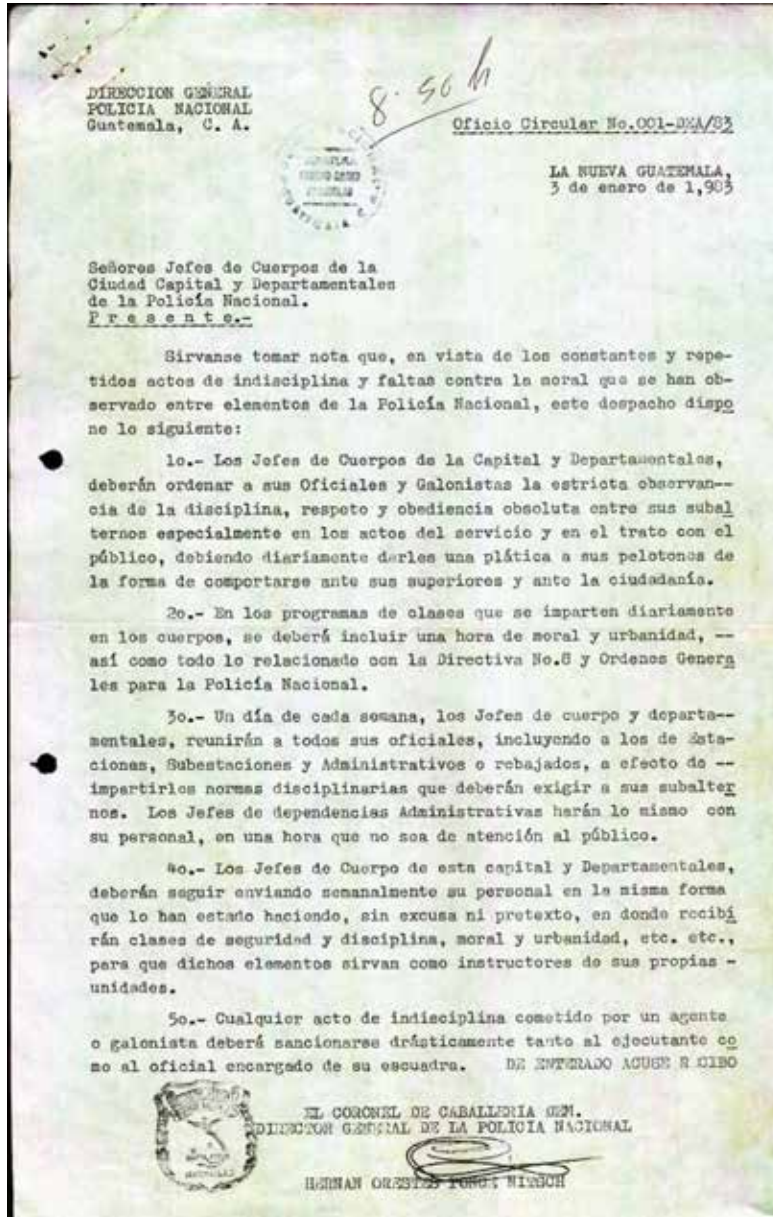 8.50 h
DIRECCION GENERAL
POLICIA NACIONAL
Guatemala, C. A.
Oficio Circular No.001-DEA/83
LA NUEVA GUATEMALA,
3 de enero de 1,983
Señores Jefes de Cuerpos de la
Ciudad Capital y Departamentales
de la Policía Nacional.
P r e s e n t e.-
Sirvanse tomar nota que, en vista de los constantes y repe-
tidos actos de indisciplina y faltas contra la moral que se han ob-
servado entre elementos de la Policía Nacional, este despacho dispo
ne lo siguiente:
1o.- Los Jefes de Cuerpos de la Capital y Departamentales,
deberán ordenar a sus Oficiales y Galonistas la estricta observan--
cia de la disciplina, respeto y obediencia absoluta entre sus subal
ternos especialmente en los actos del servicio y en el trato con el
público, debiendo diariamente darles una plática a sus pelotones de
la forma de comportarse ante sus superiores y ante la ciudadanía.
2o.- En los programas de clases que se imparten diariamente
en los cuerpos, se deberá incluir una hora de moral y urbanidad, --
así como todo lo relacionado con la Directiva No.8 y Ordenes Genera
les para la Policía Nacional.
3o.- Un día de cada semana, los Jefes de cuerpo y departa--
mentales, reunirán a todos sus oficiales, incluyendo a los de Esta-
ciones, Subestaciones y Administrativos o rebajados, a efecto de --
impartirles normas disciplinarias que deberán exigir a sus subalter
nos. Los Jefes de dependencias Administrativas harán lo mismo con
su personal, en una hora que no sea de atención al público.
4o.- Los Jefes de Cuerpo de esta capital y Departamentales,
deberán seguir enviando semanalmente su personal en la misma forma
que lo han estado haciendo, sin excusa ni pretexto, en donde recibi
rán clases de seguridad y disciplina, moral y urbanidad, etc. etc.,
para que dichos elementos sirvan como instructores de sus propias -
unidades.
5o.- Cualquier acto de indisciplina cometido por un agente
o galonista deberá sancionarse drásticamente tanto al ejecutante co
mo al oficial encargado de su escuadra. DE ENTERADO ACUSE R CIBO
EL CORONEL DE CABALLERIA DEM.
DIRECTOR GENERAL DE LA POLICIA NACIONAL
HERNAN ORESTES PONCE NITSCH